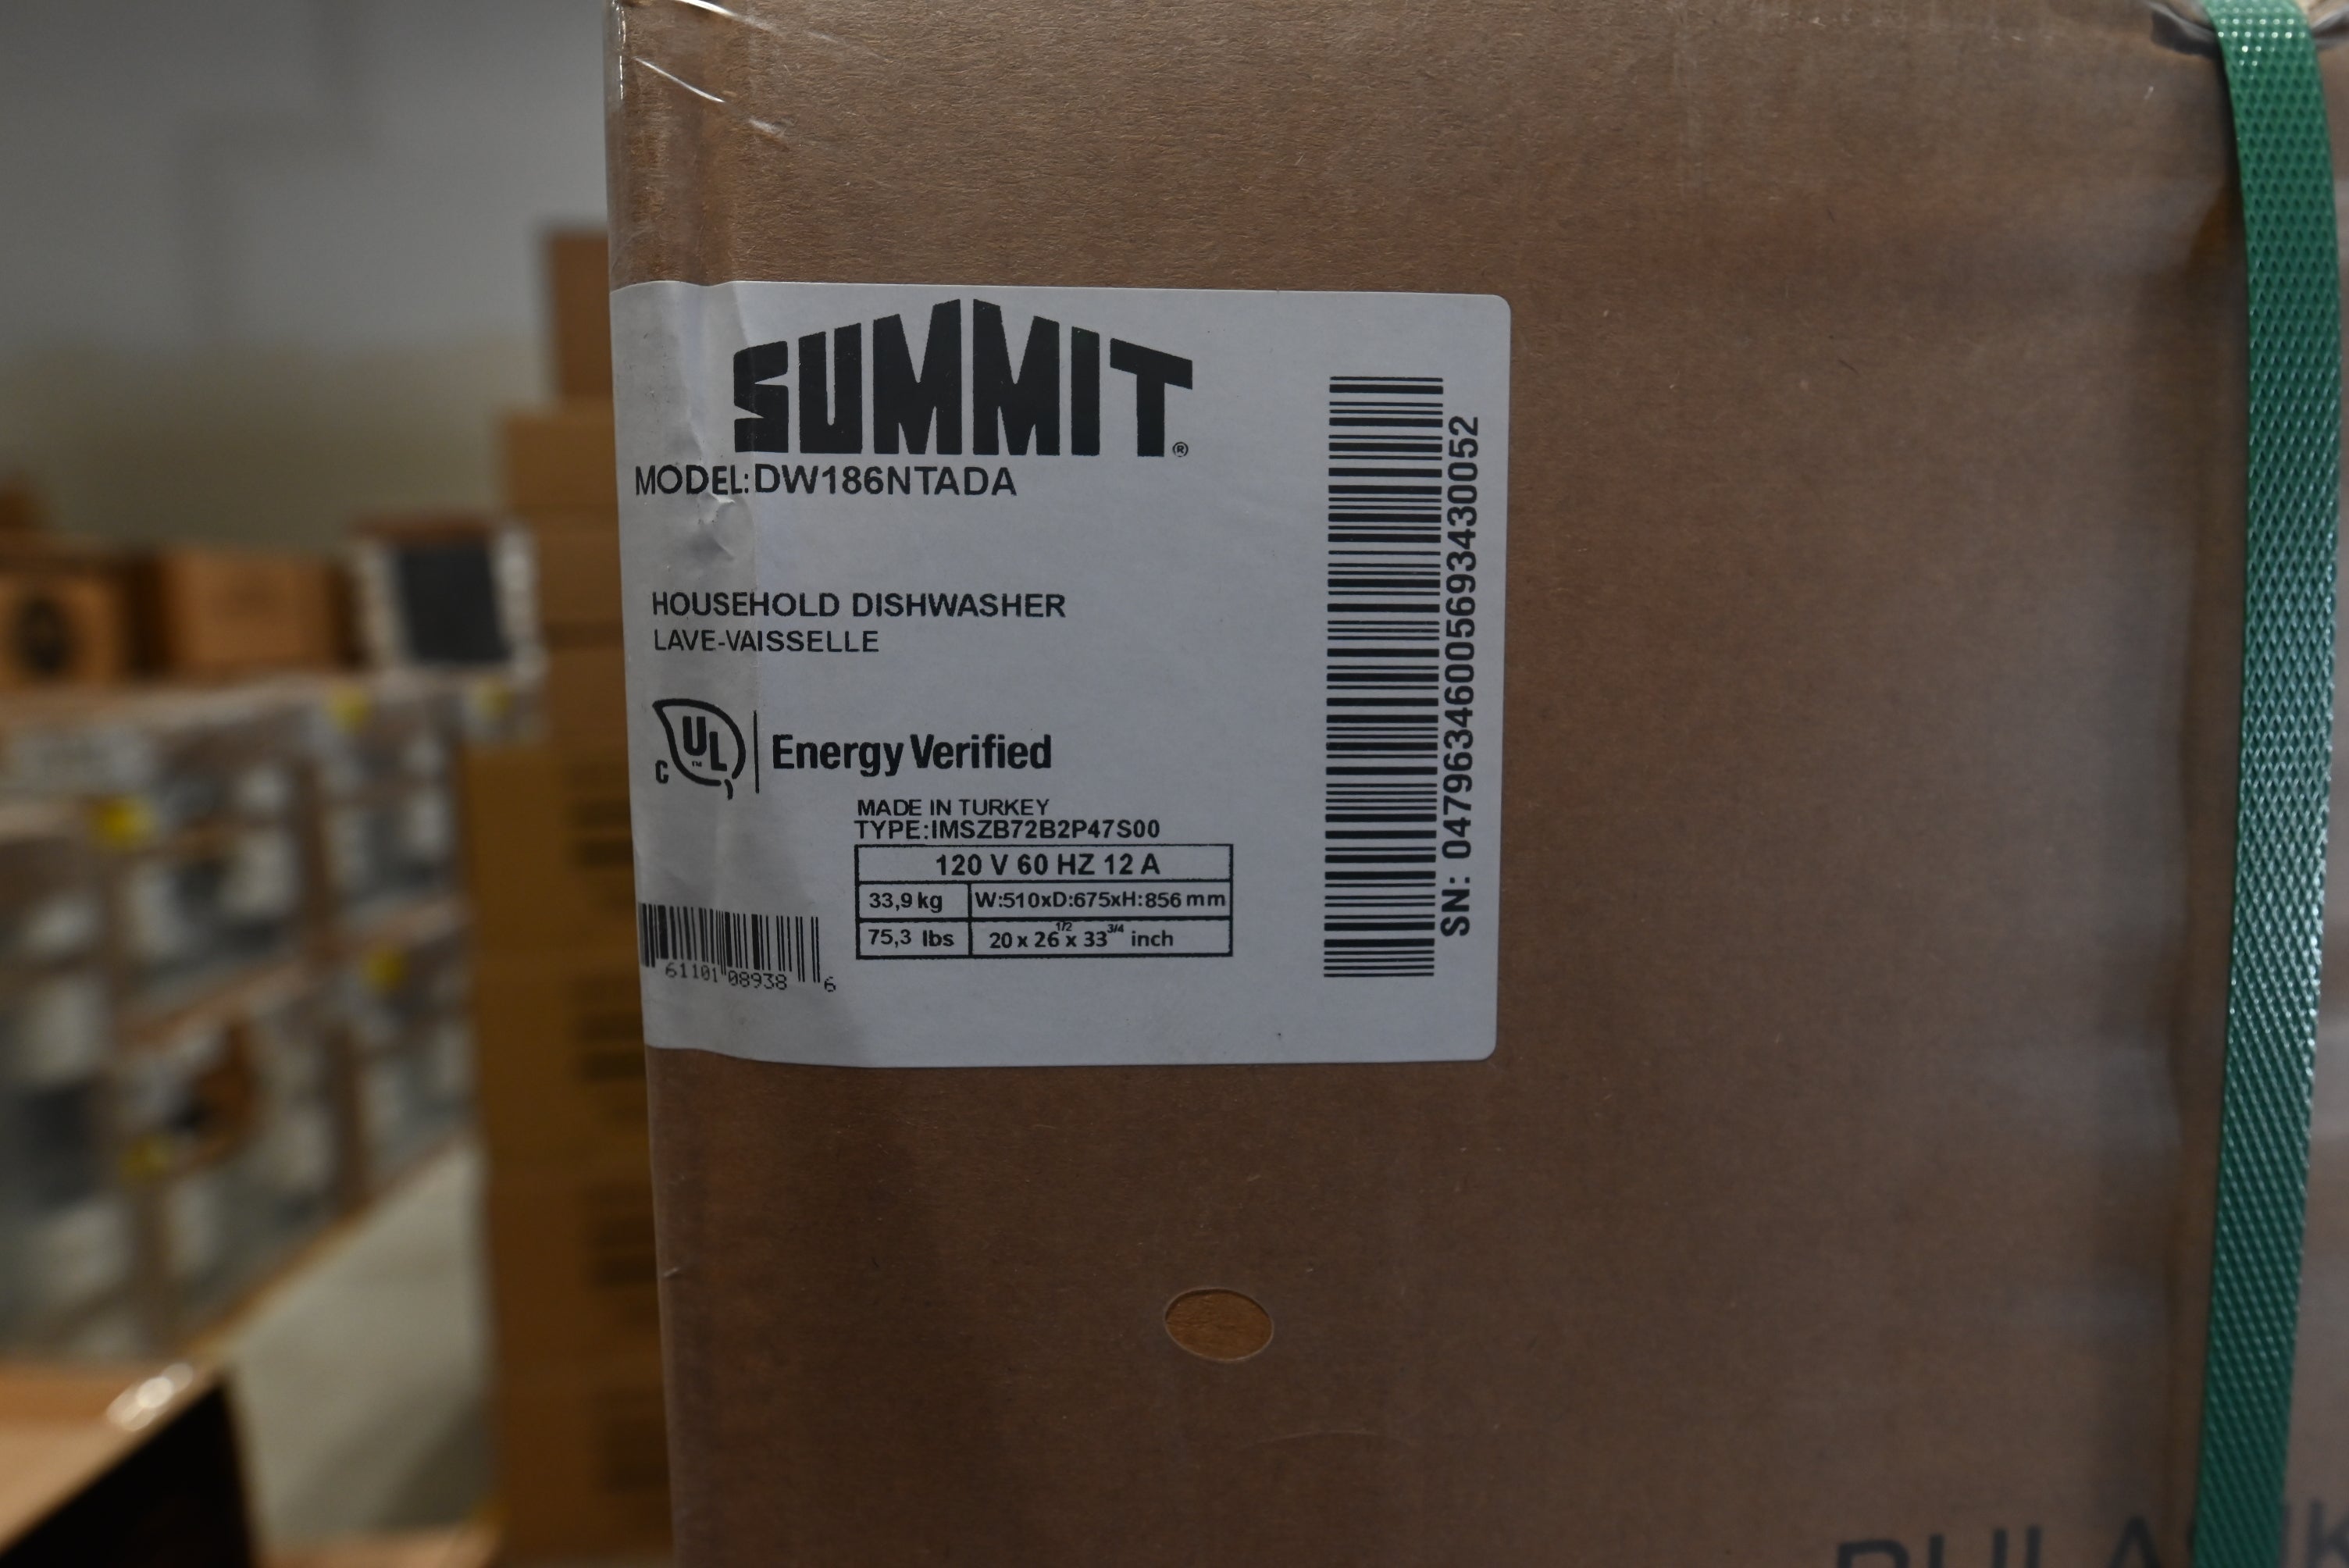 SUMMIT®
MODEL:DW186NTADA
HOUSEHOLD DISHWASHER
LAVE-VAISSELLE
C UL™ Energy Verified
MADE IN TURKEY
TYPE:IMSZB72B2P47S00
120 V 60 HZ 12 A
33,9 kg W:510xD:675xH:856 mm
75,3 lbs 20 x 26 1/2 x 33 3/4 inch
61101 08938 6
SN: 0479634600569343430052